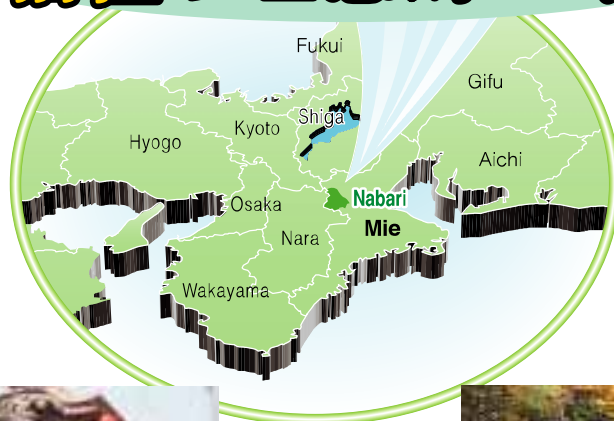 Fukui
Gifu
Shiga
Kyoto
Hyogo
Aichi
Nabari
Osaka
Mie
Nara
Wakayama